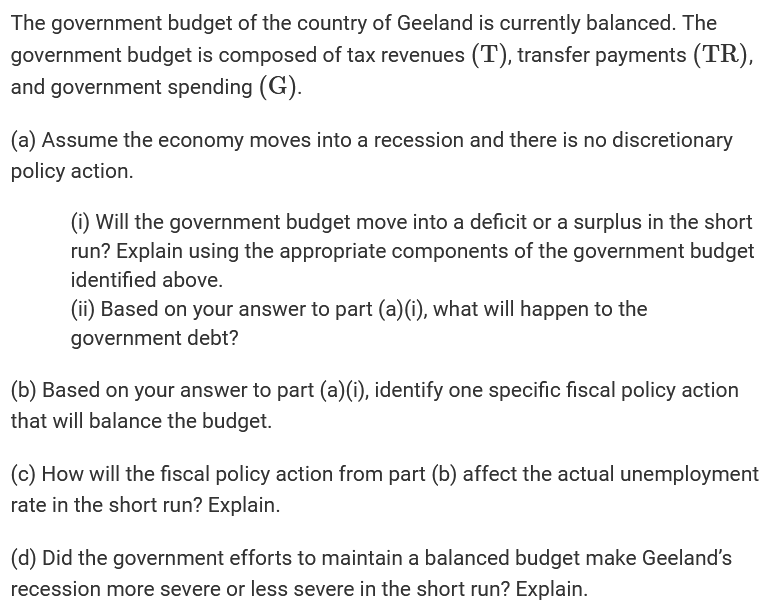 The government budget of the country of Geeland is currently balanced. The
government budget is composed of tax revenues (T), transfer payments (TR),
and government spending (G).
(a) Assume the economy moves into a recession and there is no discretionary
policy action.
(i) Will the government budget move into a deficit or a surplus in the short
run? Explain using the appropriate components of the government budget
identified above.
(ii) Based on your answer to part (a)(i), what will happen to the
government debt?
(b) Based on your answer to part (a)(i), identify one specific fiscal policy action
that will balance the budget.
(c) How will the fiscal policy action from part (b) affect the actual unemployment
rate in the short run? Explain.
(d) Did the government efforts to maintain a balanced budget make Geeland’s
recession more severe or less severe in the short run? Explain.